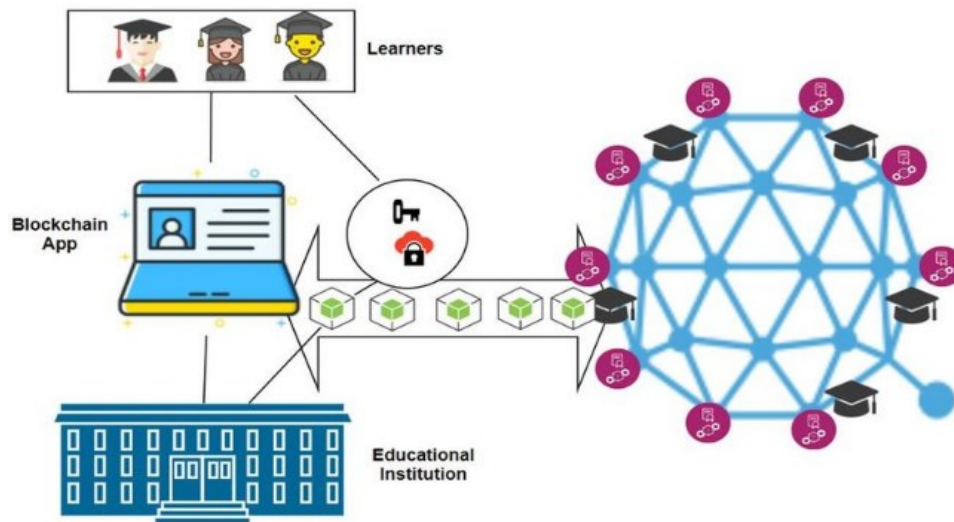 Learners
Blockchain
App
Educational
Institution